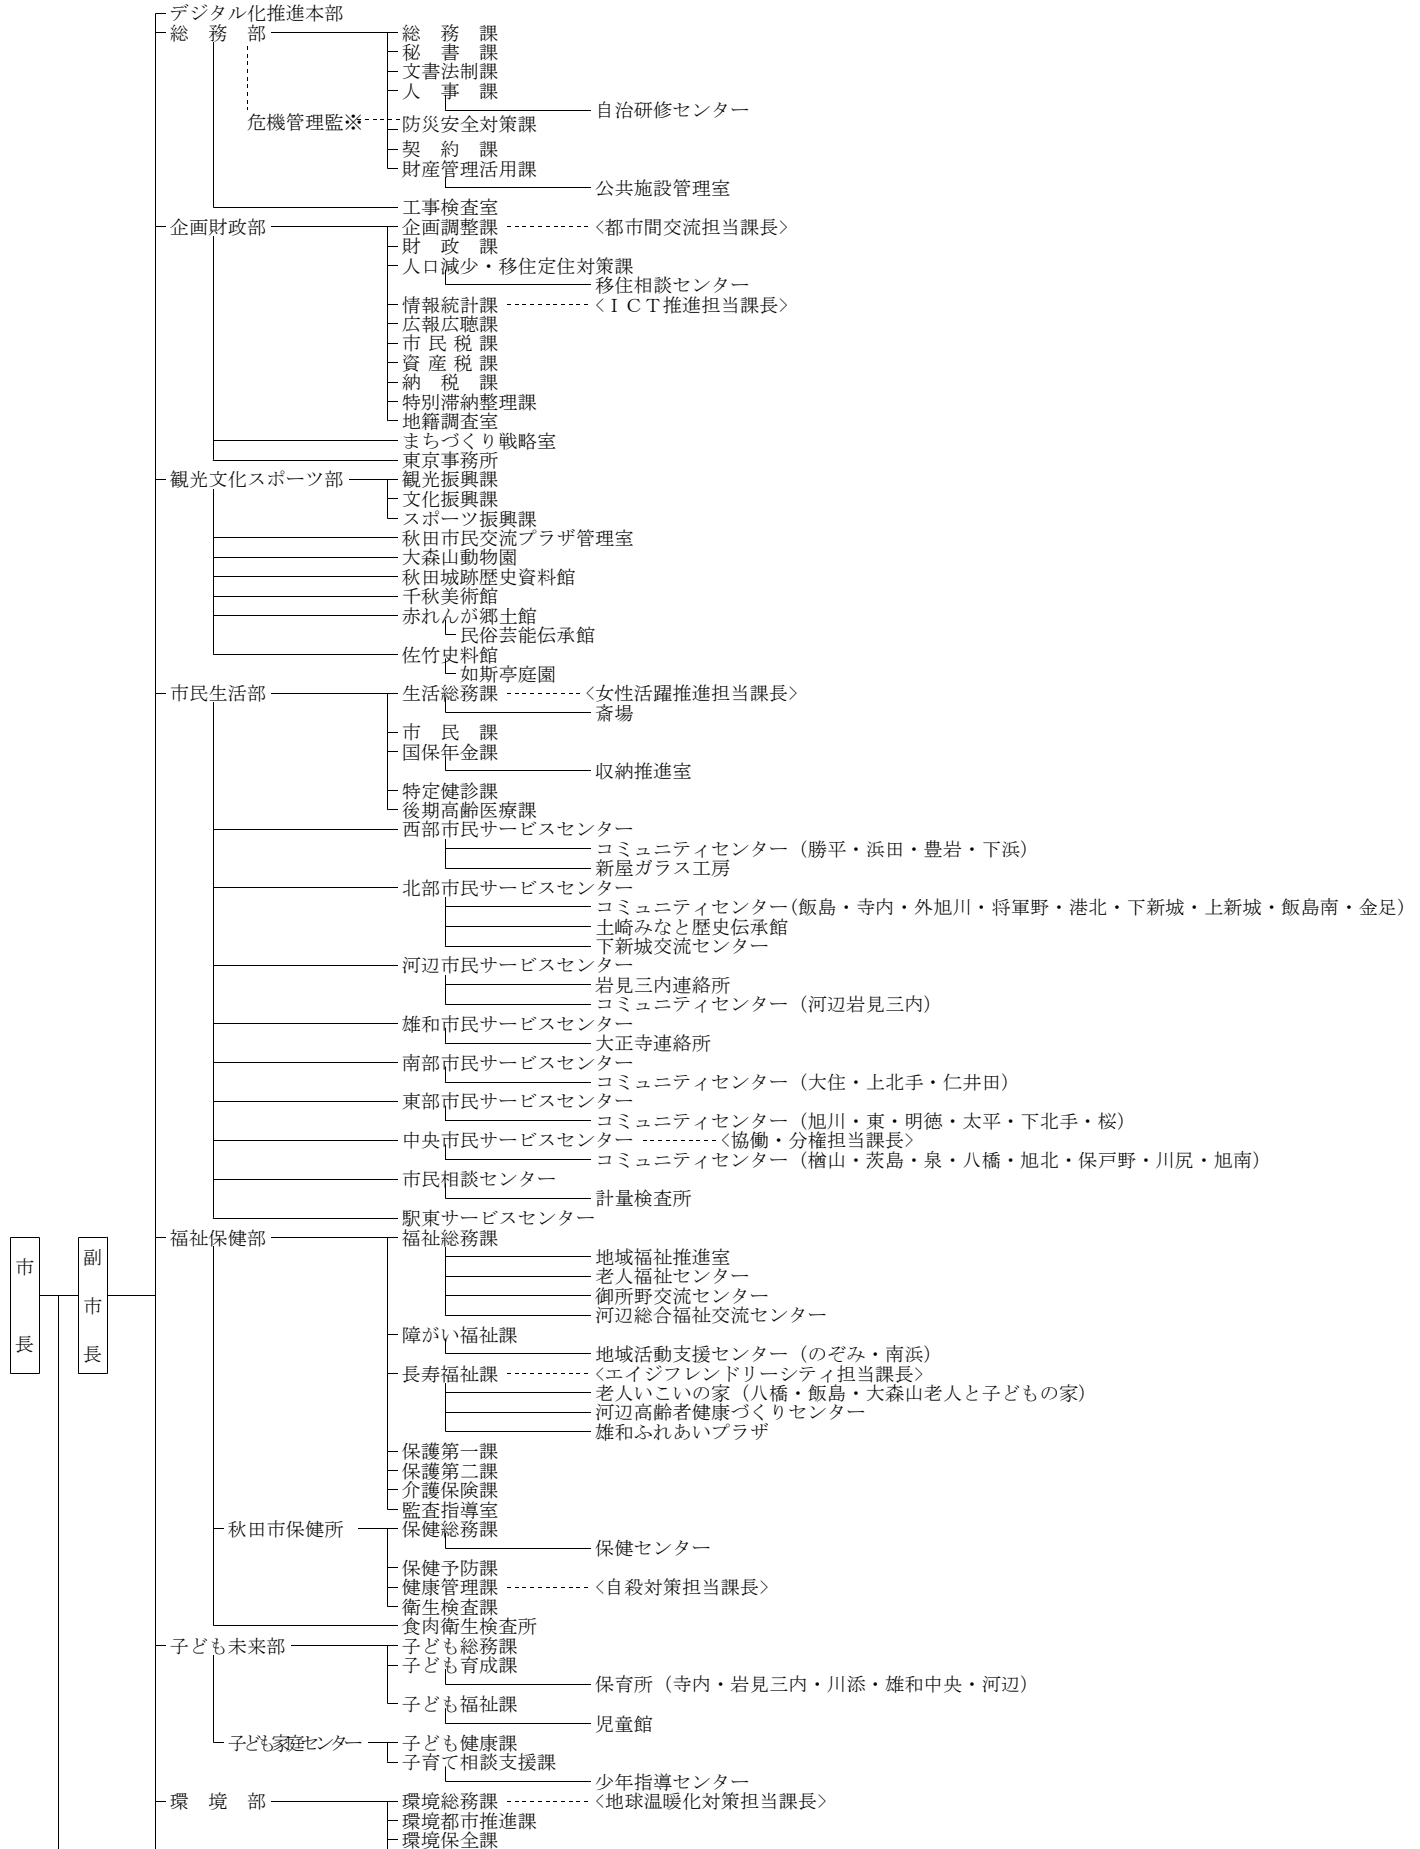 デジタル化推進本部
総　務　部　総　務　課
秘　書　課
文書法制課
人　事　課
自治研修センター
危機管理監※　防災安全対策課
契　約　課
財産管理活用課
公共施設管理室
工事検査室
企画財政部　企画調整課　〈都市間交流担当課長〉
財　政　課
人口減少・移住定住対策課
移住相談センター
情報統計課　〈ＩＣＴ推進担当課長〉
広報広聴課
市 民 税 課
資 産 税 課
納　税　課
特別滞納整理課
地籍調査室
まちづくり戦略室
東京事務所
観光文化スポーツ部　観光振興課
文化振興課
スポーツ振興課
秋田市民交流プラザ管理室
大森山動物園
秋田城跡歴史資料館
千秋美術館
赤れんが郷土館
民俗芸能伝承館
佐竹史料館
如斯亭庭園
市民生活部　生活総務課　〈女性活躍推進担当課長〉
斎場
市　民　課
国保年金課
収納推進室
特定健診課
後期高齢医療課
西部市民サービスセンター
コミュニティセンター（勝平・浜田・豊岩・下浜）
新屋ガラス工房
北部市民サービスセンター
コミュニティセンター（飯島・寺内・外旭川・将軍野・港北・下新城・上新城・飯島南・金足）
土崎みなと歴史伝承館
下新城交流センター
河辺市民サービスセンター
岩見三内連絡所
コミュニティセンター（河辺岩見三内）
雄和市民サービスセンター
大正寺連絡所
南部市民サービスセンター
コミュニティセンター（大住・上北手・仁井田）
東部市民サービスセンター
コミュニティセンター（旭川・東・明徳・太平・下北手・桜）
中央市民サービスセンター　〈協働・分権担当課長〉
コミュニティセンター（楢山・茨島・泉・八橋・旭北・保戸野・川尻・旭南）
市民相談センター
計量検査所
駅東サービスセンター
市長
副市長
福祉保健部　福祉総務課
地域福祉推進室
老人福祉センター
御所野交流センター
河辺総合福祉交流センター
障がい福祉課
地域活動支援センター（のぞみ・南浜）
長寿福祉課　〈エイジフレンドリーシティ担当課長〉
老人いこいの家（八橋・飯島・大森山老人と子どもの家）
河辺高齢者健康づくりセンター
雄和ふれあいプラザ
保護第一課
保護第二課
介護保険課
監査指導室
秋田市保健所　保健総務課
保健センター
保健予防課
健康管理課　〈自殺対策担当課長〉
衛生検査課
食肉衛生検査所
子ども未来部　子ども総務課
子ども育成課
保育所（寺内・岩見三内・川添・雄和中央・河辺）
子ども福祉課
児童館
子ども家庭センター　子ども健康課
子育て相談支援課
少年指導センター
環　境　部　環境総務課　〈地球温暖化対策担当課長〉
環境都市推進課
環境保全課